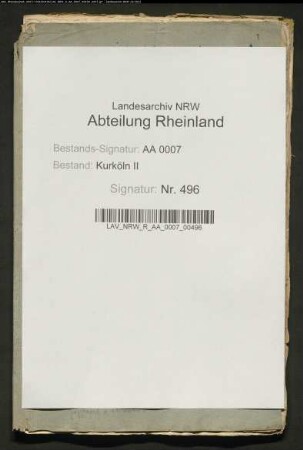 Landesarchiv NRW
Abteilung Rheinland
Bestands-Signatur: AA 0007
Bestand: Kurköln II
Signatur: Nr. 496
LAV_NRW_R_AA_0007_00496